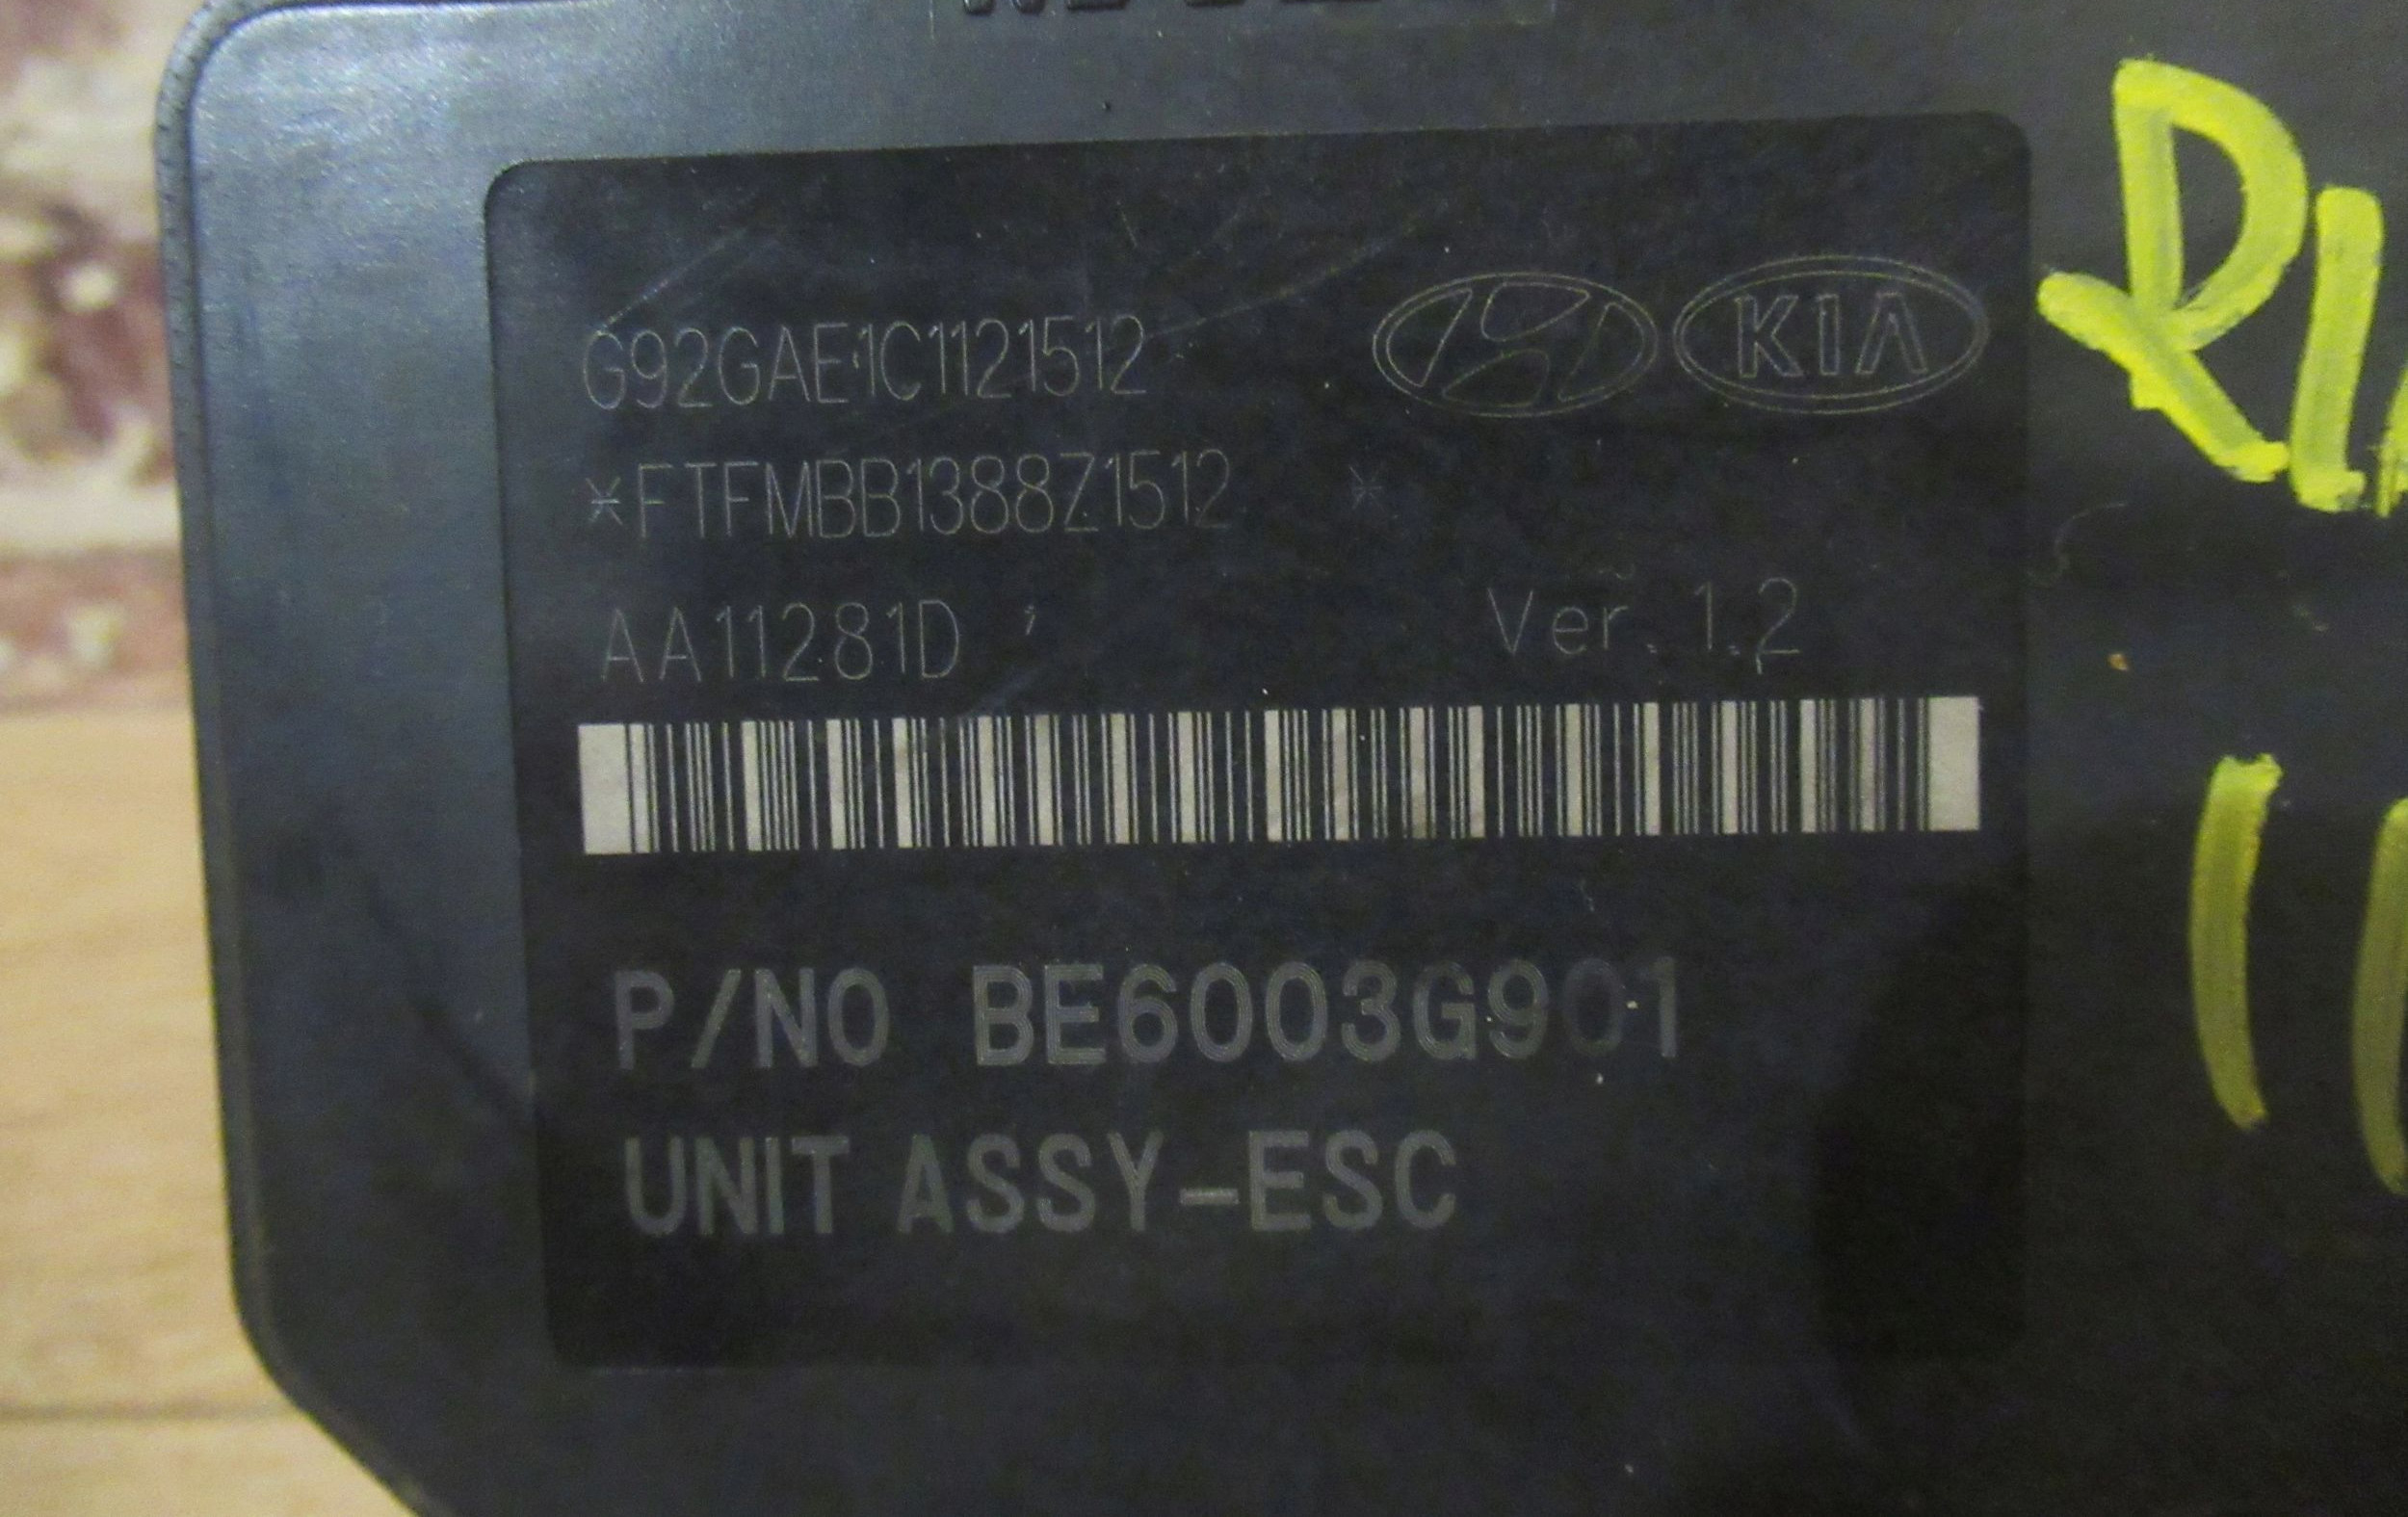 G92GAE1C1121512
KIA
*FTFMBB1388Z1512 *
AA11281D
Ver. 1.2
P/NO BE6003G901
UNIT ASSY-ESC